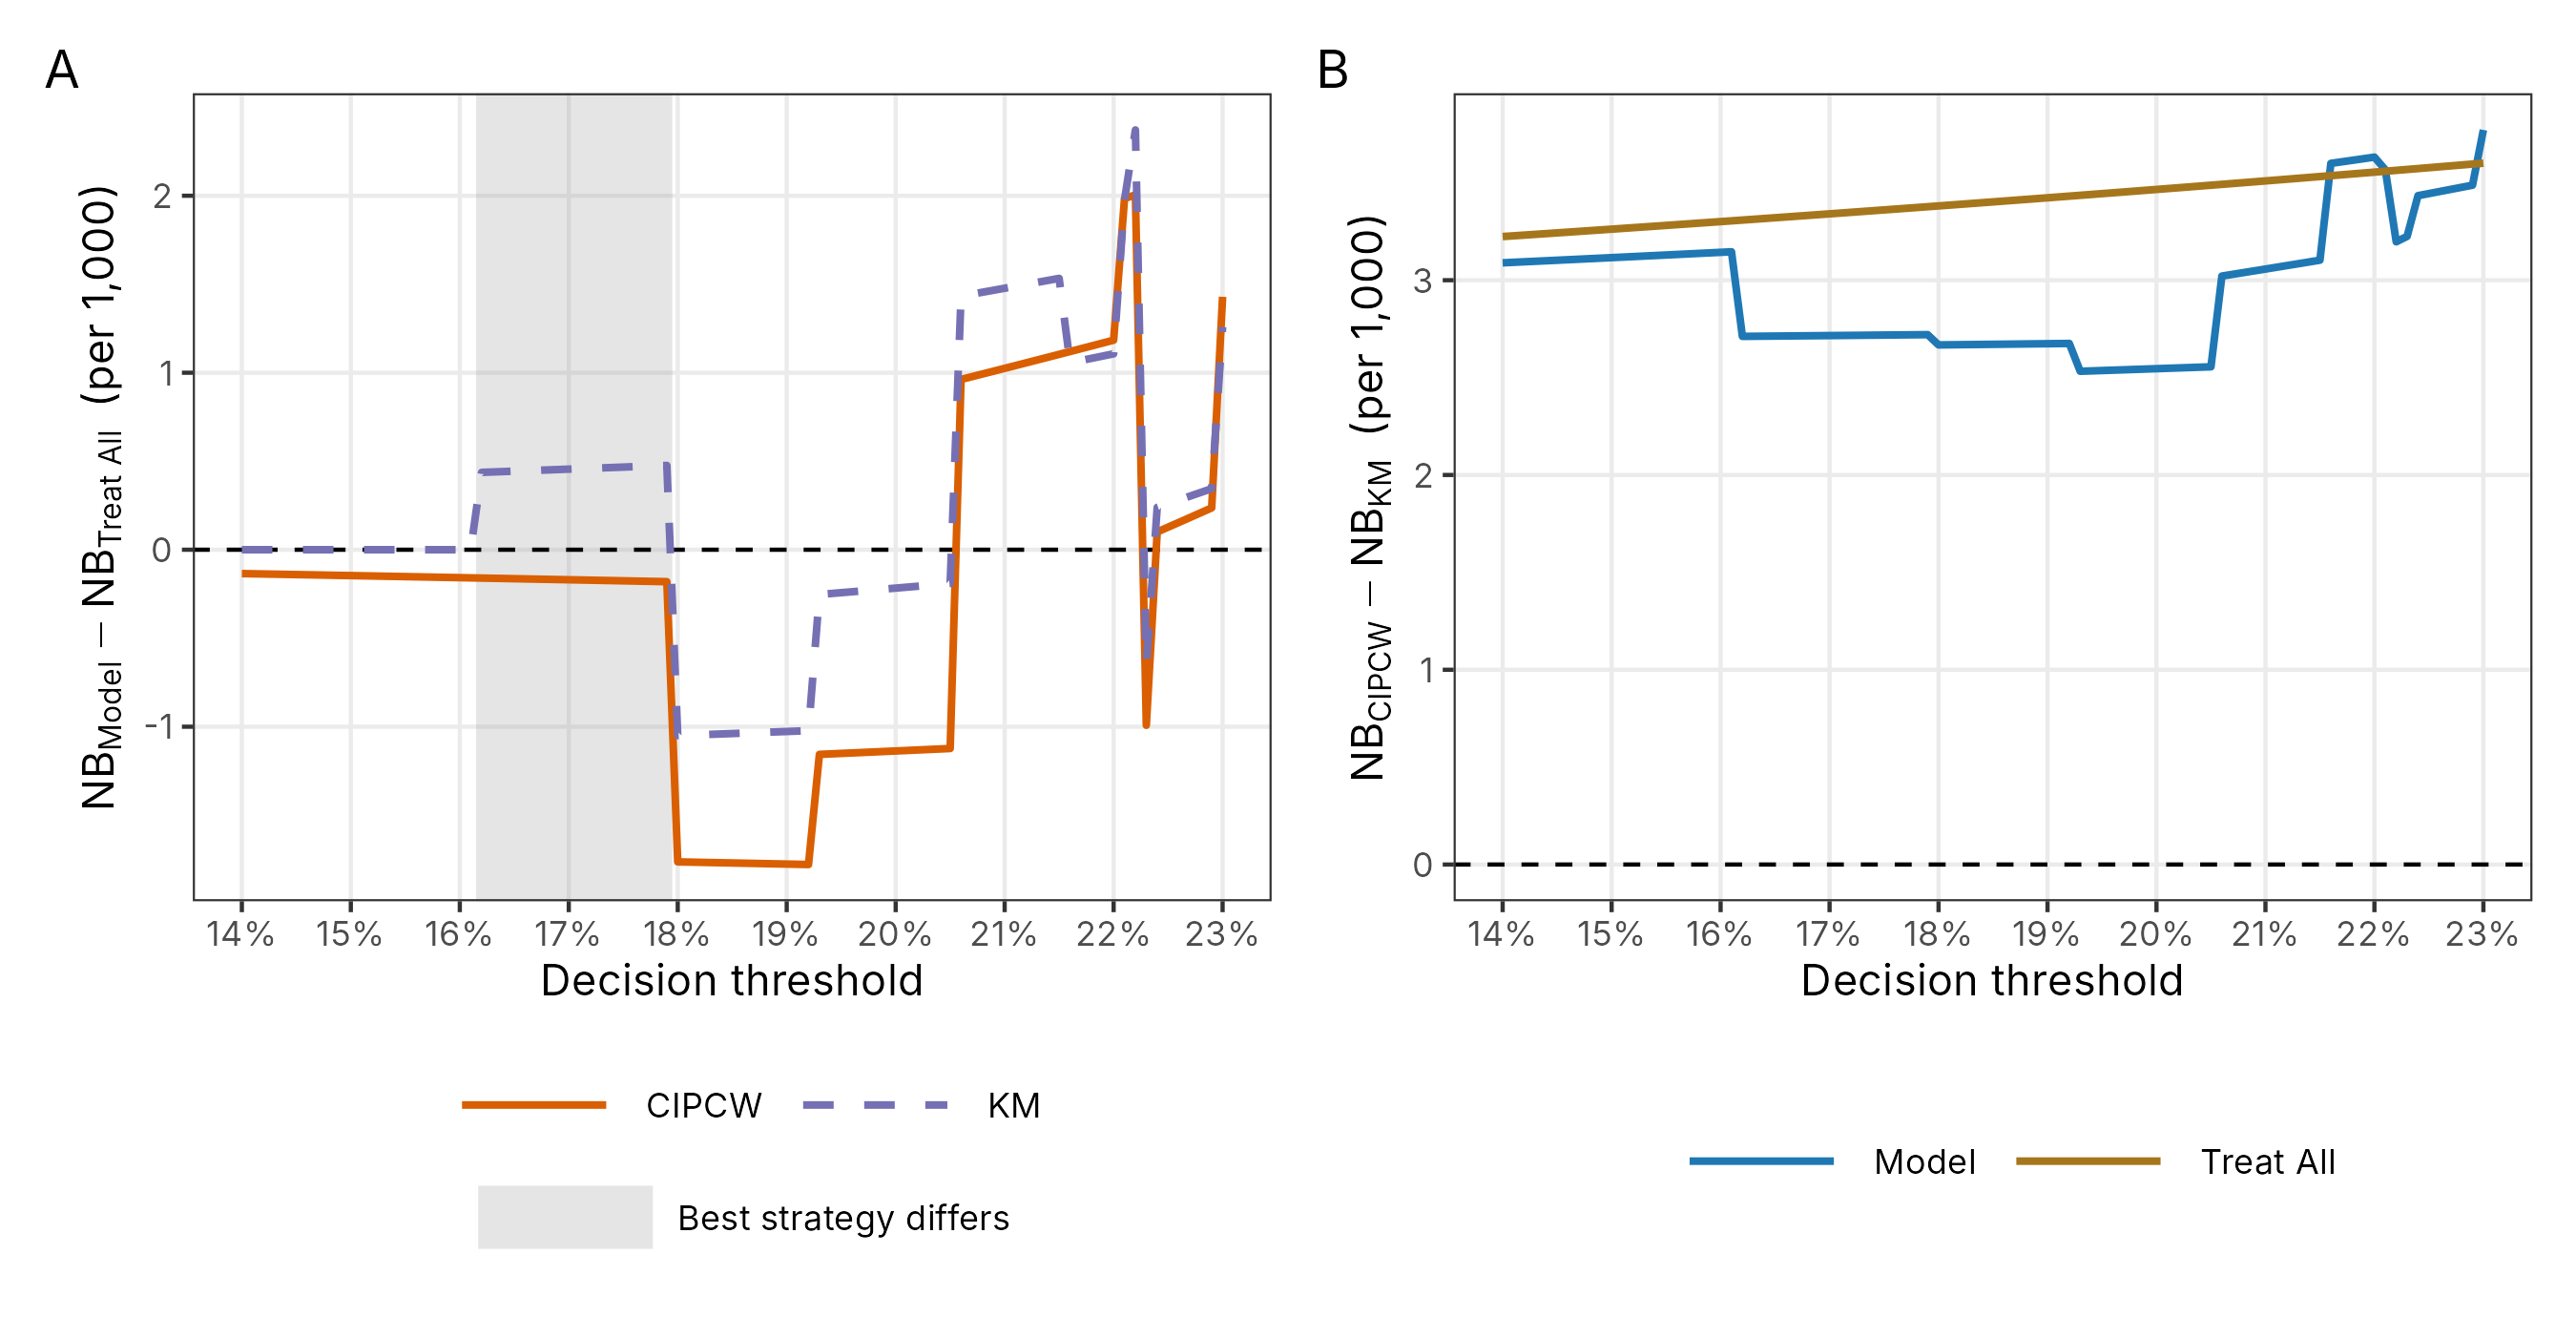 A
NBModel − NBTreat All (per 1,000)
2
1
0
−1
14% 15% 16% 17% 18% 19% 20% 21% 22% 23%
Decision threshold
CIPCW KM
Best strategy differs
B
NBCIPCW − NBKM (per 1,000)
3
2
1
0
14% 15% 16% 17% 18% 19% 20% 21% 22% 23%
Decision threshold
Model Treat All